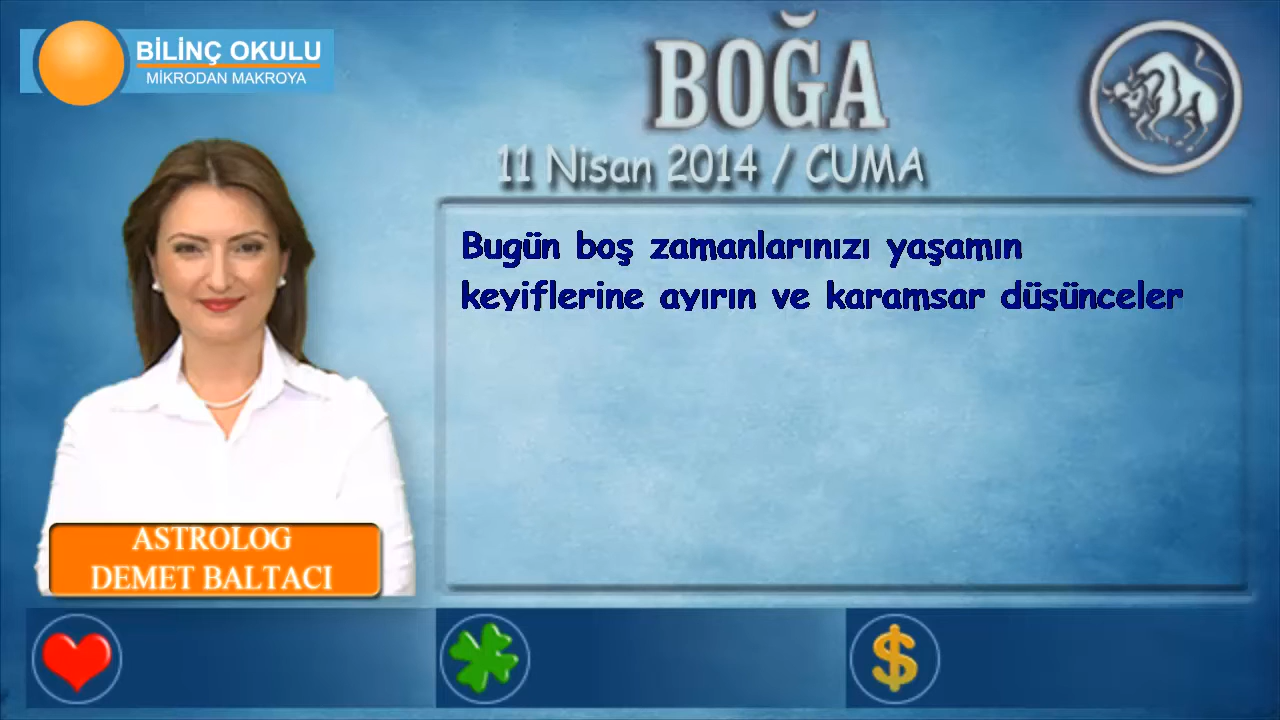 BİLİNÇ OKULU
MİKRODAN MAKROYA
BOĞA
11 Nisan 2014 / CUMA
Bugün boş zamanlarınızı yaşamın
keyiflerine ayırın ve karamsar düşünceler
ASTROLOG
DEMET BALTACI